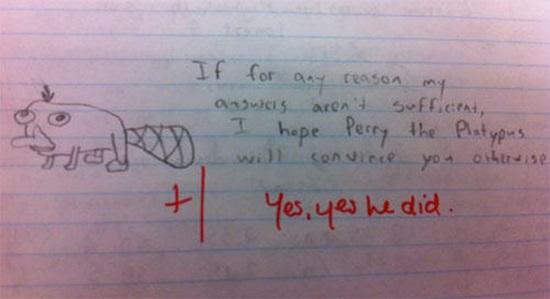 If for any reason my
answers aren't sufficient,
I hope Perry the Platypus
will convince you otherwise
+1 Yes, yes he did.